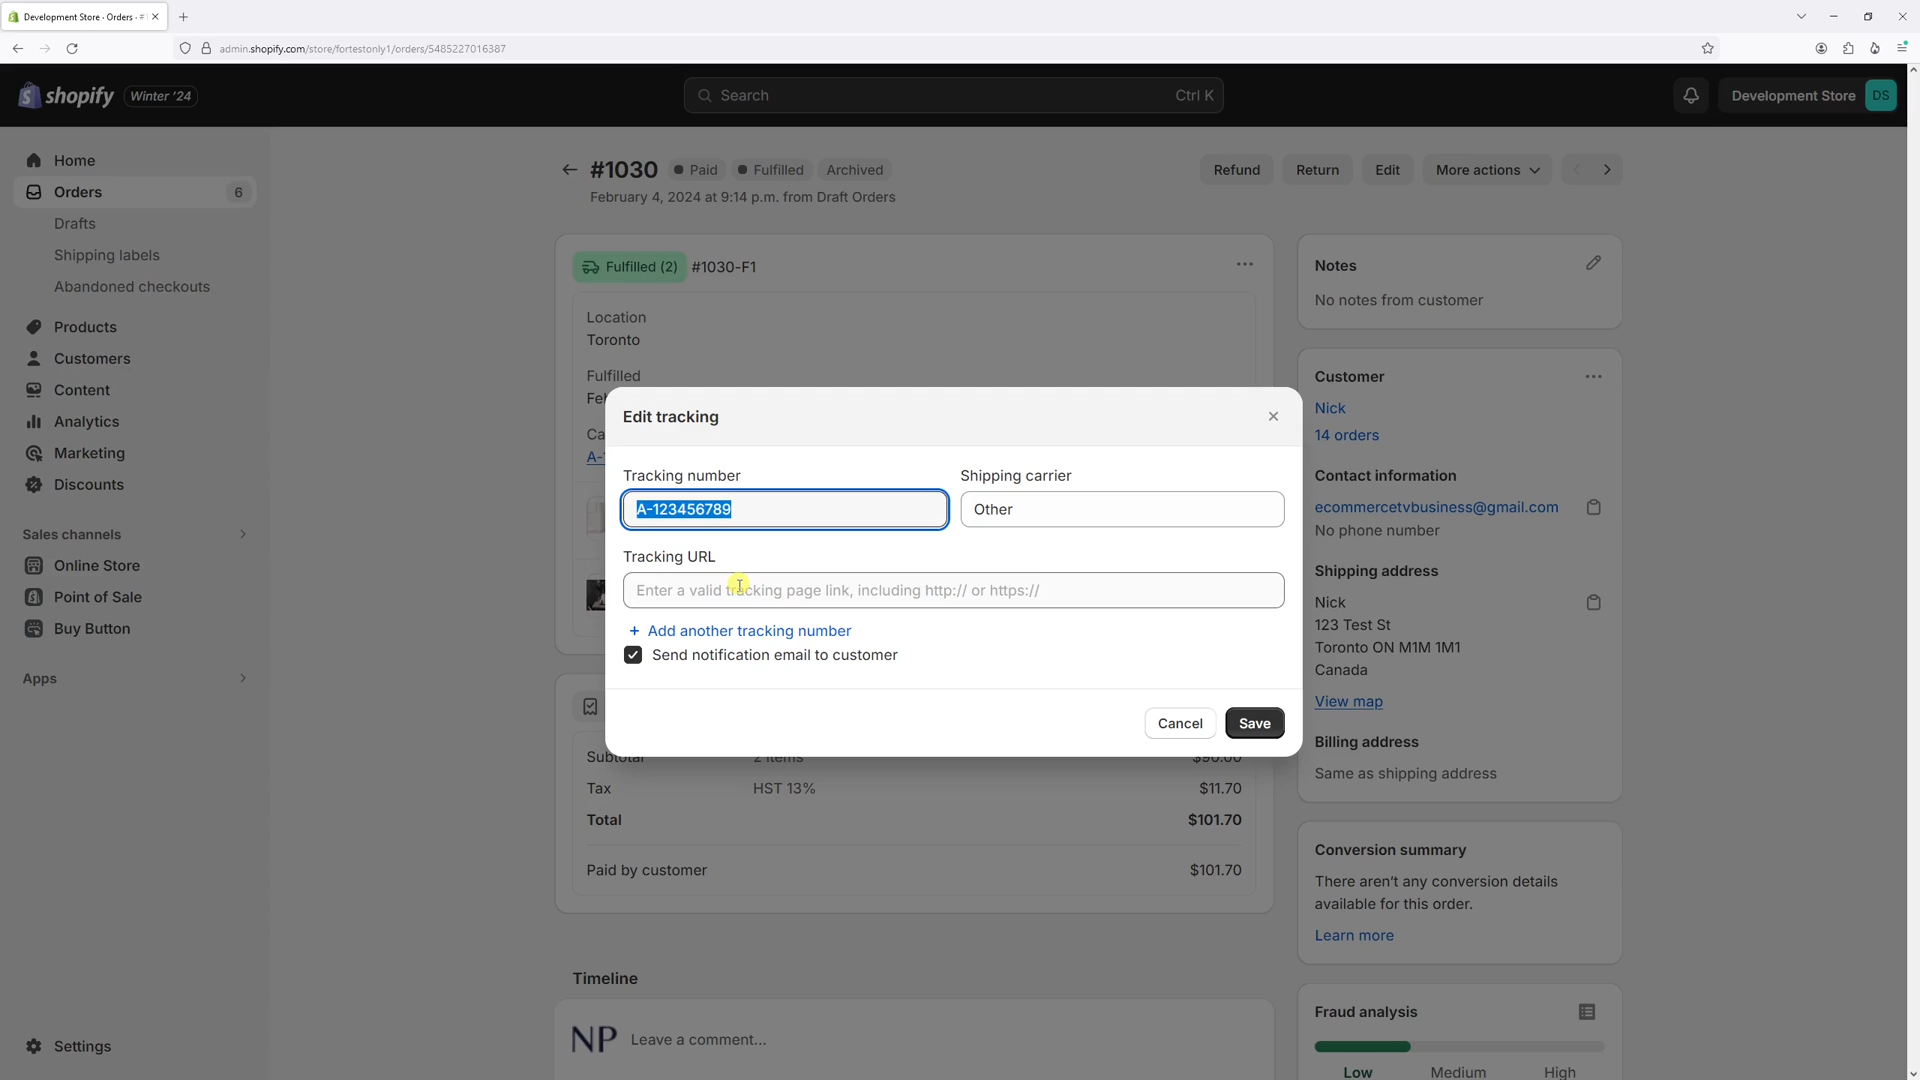 Development Store · Orders · #1
admin.shopify.com/store/fortestonly1/orders/5485227016387
shopify
Winter '24
Search
Ctrl K
Development Store
DS
Home
Orders
6
Drafts
Shipping labels
Abandoned checkouts
Products
Customers
Content
Analytics
Marketing
Discounts
Sales channels
Online Store
Point of Sale
Buy Button
Apps
Settings
#1030
Paid
Fulfilled
Archived
February 4, 2024 at 9:14 p.m. from Draft Orders
Refund
Return
Edit
More actions
Fulfilled (2)
#1030-F1
Location
Toronto
Fulfilled
Edit tracking
Tracking number
Shipping carrier
A-123456789
Other
Tracking URL
Enter a valid tracking page link, including http:// or https://
+ Add another tracking number
Send notification email to customer
Cancel
Save
Subtotal 2 items $90.00
Tax HST 13% $11.70
Total $101.70
Paid by customer $101.70
Timeline
NP
Leave a comment...
Notes
No notes from customer
Customer
Nick
14 orders
Contact information
ecommercetvbusiness@gmail.com
No phone number
Shipping address
Nick
123 Test St
Toronto ON M1M 1M1
Canada
View map
Billing address
Same as shipping address
Conversion summary
There aren't any conversion details
available for this order.
Learn more
Fraud analysis
Low
Medium
High